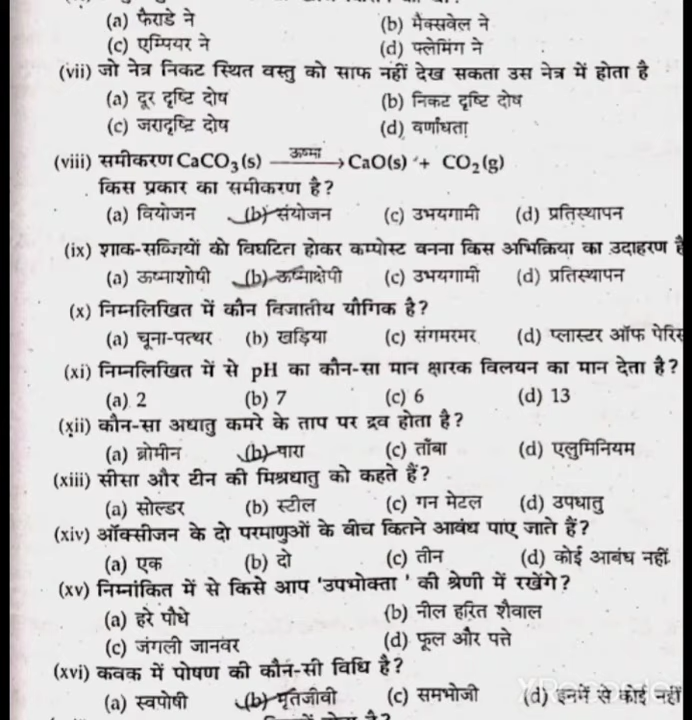 (a) फैराडे ने (b) मैक्सवेल ने
(c) एम्पियर ने (d) फ्लेमिंग ने
(vii) जो नेत्र निकट स्थित वस्तु को साफ नहीं देख सकता उस नेत्र में होता है
(a) दूर दृष्टि दोष (b) निकट दृष्टि दोष
(c) जरादृष्टि दोष (d) वर्णांधता
(viii) समीकरण CaCO₃(s) —ऊष्मा→ CaO(s) + CO₂(g)
किस प्रकार का समीकरण है?
(a) वियोजन (b) संयोजन (c) उभयगामी (d) प्रतिस्थापन
(ix) शाक-सब्जियों को विघटित होकर कम्पोस्ट बनना किस अभिक्रिया का उदाहरण है
(a) ऊष्माशोषी (b) ऊष्माक्षेपी (c) उभयगामी (d) प्रतिस्थापन
(x) निम्नलिखित में कौन विजातीय यौगिक है?
(a) चूना-पत्थर (b) खड़िया (c) संगमरमर (d) प्लास्टर ऑफ पेरिस
(xi) निम्नलिखित में से pH का कौन-सा मान क्षारक विलयन का मान देता है?
(a) 2 (b) 7 (c) 6 (d) 13
(xii) कौन-सा अधातु कमरे के ताप पर द्रव होता है?
(a) ब्रोमीन (b) पारा (c) ताँबा (d) एलुमिनियम
(xiii) सीसा और टीन की मिश्रधातु को कहते हैं?
(a) सोल्डर (b) स्टील (c) गन मेटल (d) उपधातु
(xiv) ऑक्सीजन के दो परमाणुओं के बीच कितने आबंध पाए जाते हैं?
(a) एक (b) दो (c) तीन (d) कोई आबंध नहीं
(xv) निम्नांकित में से किसे आप 'उपभोक्ता' की श्रेणी में रखेंगे?
(a) हरे पौधे (b) नील हरित शैवाल
(c) जंगली जानवर (d) फूल और पत्ते
(xvi) कवक में पोषण की कौन-सी विधि है?
(a) स्वपोषी (b) मृतजीवी (c) समभोजी (d) इनमें से कोई नहीं